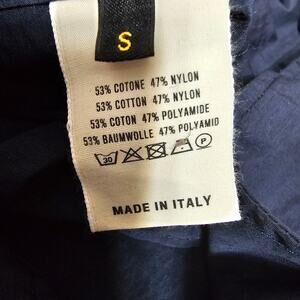 S
53% COTONE 47% NYLON
53% COTTON 47% NYLON
53% COTON 47% POLYAMIDE
53% BAUMWOLLE 47% POLYAMID
30 P
MADE IN ITALY